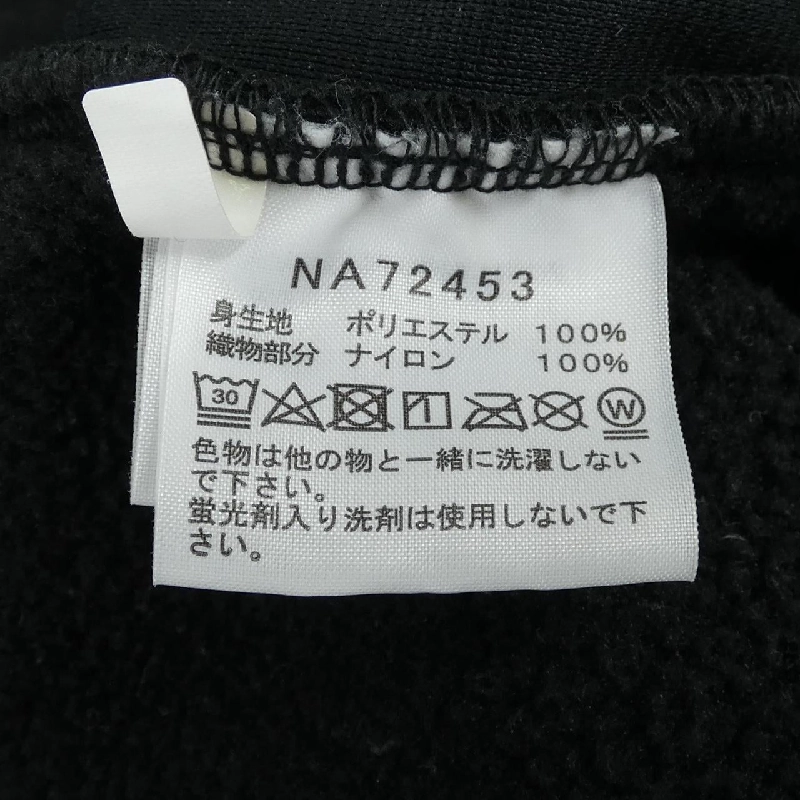 NA72453
身生地 ポリエステル 100%
織物部分 ナイロン 100%
30 W
色物は他の物と一緒に洗濯しない
で下さい。
蛍光剤入り洗剤は使用しないで下
さい。